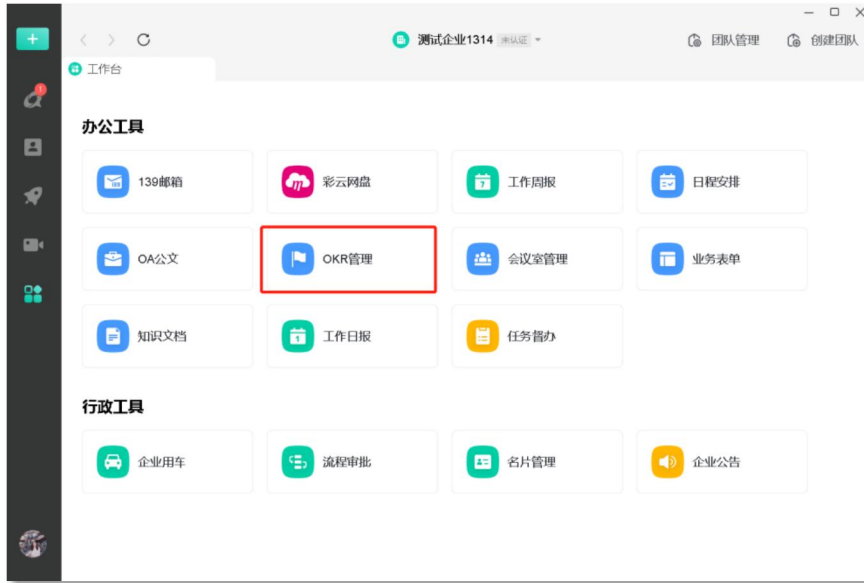 测试企业1314 未认证
团队管理
创建团队
工作台
1
办公工具
139邮箱
彩云网盘
工作周报
日程安排
OA公文
OKR管理
会议室管理
业务表单
知识文档
工作日报
任务督办
行政工具
企业用车
流程审批
名片管理
企业公告